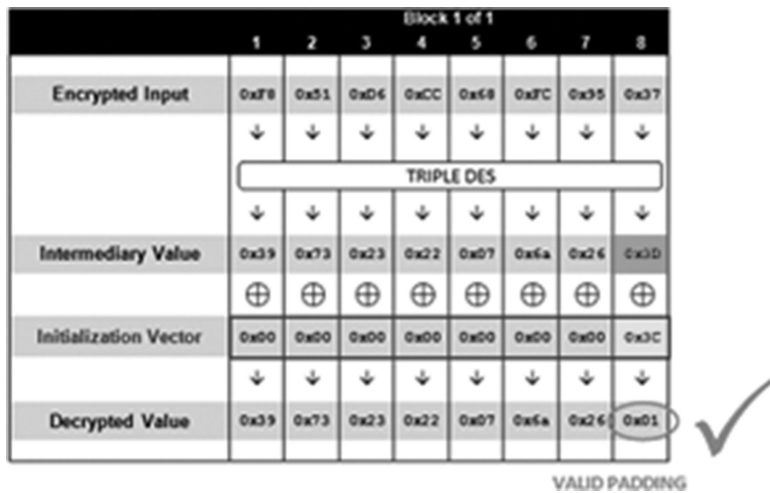 Block 1 of 1
1 2 3 4 5 6 7 8
Encrypted Input 0xF8 0x51 0xD6 0xCC 0x68 0xFC 0x95 0x37
TRIPLE DES
Intermediary Value 0x39 0x73 0x23 0x22 0x07 0x6a 0x26 0x3D
Initialization Vector 0x00 0x00 0x00 0x00 0x00 0x00 0x00 0x3C
Decrypted Value 0x39 0x73 0x23 0x22 0x07 0x6a 0x26 0x01
VALID PADDING